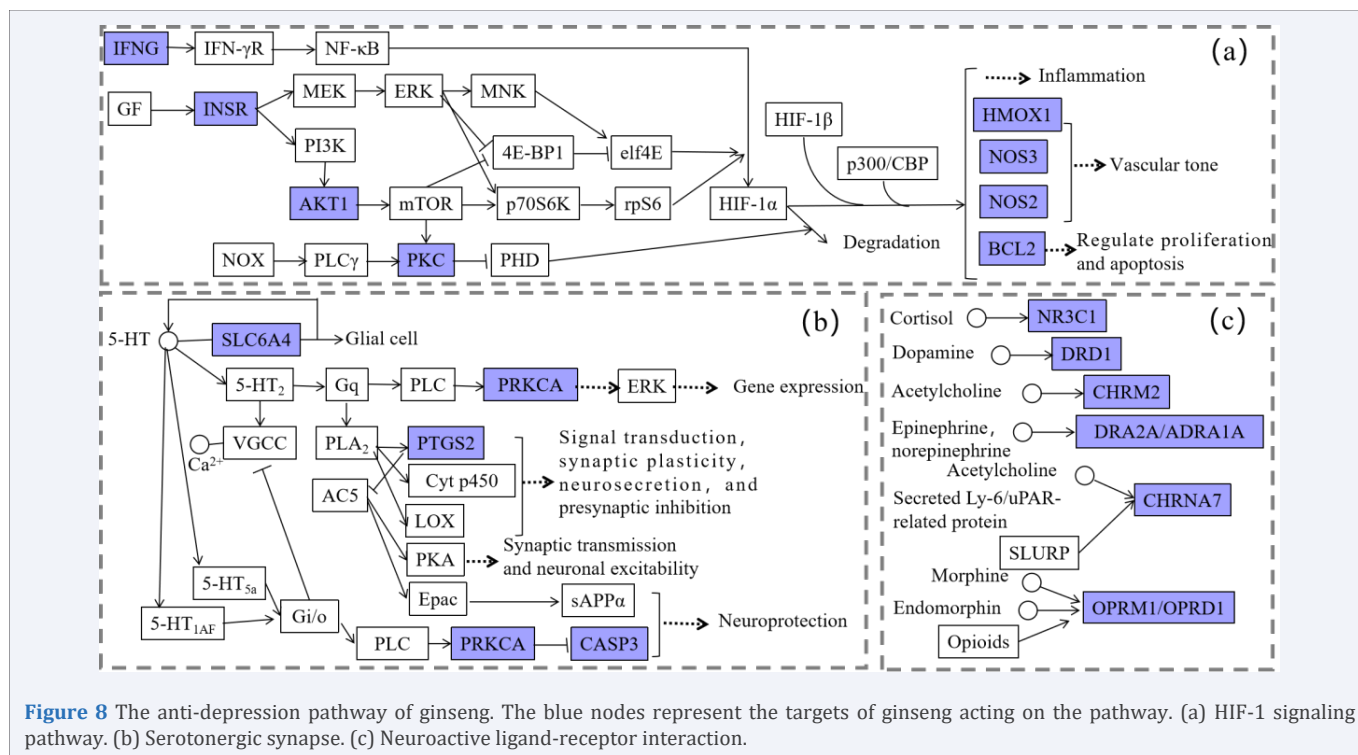 (a)
IFNG
IFN-γR
NF-κB
GF
INSR
MEK
ERK
MNK
PI3K
4E-BP1
elf4E
AKT1
mTOR
p70S6K
rpS6
NOX
PLCγ
PKC
PHD
HIF-1α
HIF-1β
p300/CBP
Degradation
Inflammation
HMOX1
NOS3
NOS2
Vascular tone
BCL2
Regulate proliferation
and apoptosis
(b)
5-HT
SLC6A4
Glial cell
5-HT₂
Gq
PLC
PRKCA
ERK
Gene expression
VGCC
Ca²⁺
PLA₂
PTGS2
Cyt p450
LOX
Signal transduction,
synaptic plasticity,
neurosecretion, and
presynaptic inhibition
AC5
PKA
Synaptic transmission
and neuronal excitability
Epac
sAPPα
5-HT₅ₐ
5-HT1AF
Gi/o
PLC
PRKCA
CASP3
Neuroprotection
(c)
Cortisol
NR3C1
Dopamine
DRD1
Acetylcholine
CHRM2
Epinephrine,
norepinephrine
DRA2A/ADRA1A
Acetylcholine
Secreted Ly-6/uPAR-
related protein
CHRNA7
SLURP
Morphine
Endomorphin
OPRM1/OPRD1
Opioids
Figure 8 The anti-depression pathway of ginseng. The blue nodes represent the targets of ginseng acting on the pathway. (a) HIF-1 signaling
pathway. (b) Serotonergic synapse. (c) Neuroactive ligand-receptor interaction.